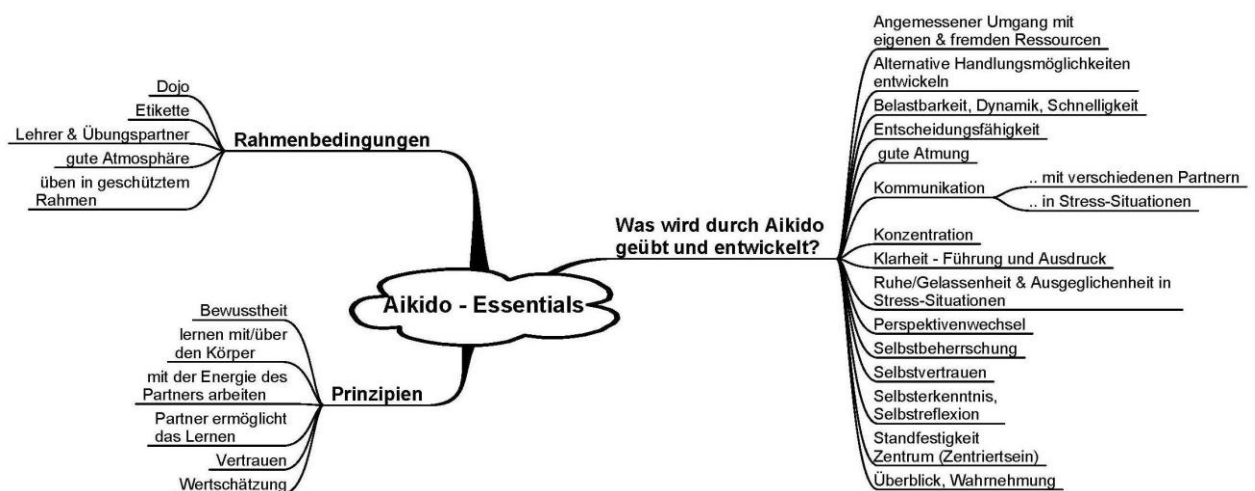 Aikido - Essentials
Rahmenbedingungen
Dojo
Etikette
Lehrer & Übungspartner
gute Atmosphäre
üben in geschütztem
Rahmen
Prinzipien
Bewusstheit
lernen mit/über
den Körper
mit der Energie des
Partners arbeiten
Partner ermöglicht
das Lernen
Vertrauen
Wertschätzung
Was wird durch Aikido
geübt und entwickelt?
Angemessener Umgang mit
eigenen & fremden Ressourcen
Alternative Handlungsmöglichkeiten
entwickeln
Belastbarkeit, Dynamik, Schnelligkeit
Entscheidungsfähigkeit
gute Atmung
Kommunikation
.. mit verschiedenen Partnern
.. in Stress-Situationen
Konzentration
Klarheit - Führung und Ausdruck
Ruhe/Gelassenheit & Ausgeglichenheit in
Stress-Situationen
Perspektivenwechsel
Selbstbeherrschung
Selbstvertrauen
Selbsterkenntnis,
Selbstreflexion
Standfestigkeit
Zentrum (Zentriertsein)
Überblick, Wahrnehmung